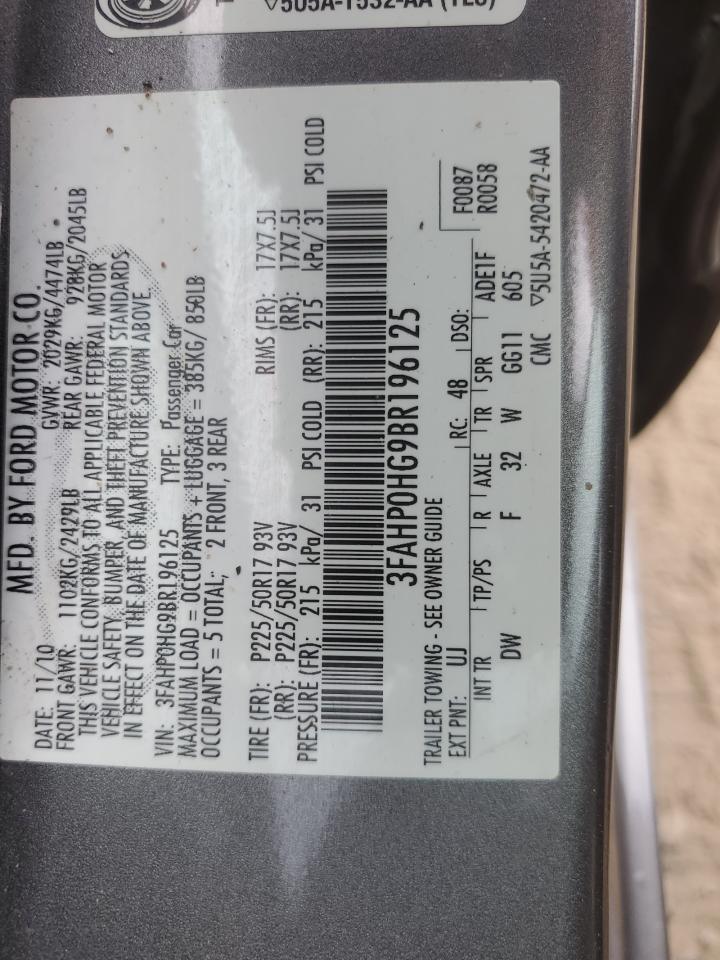 ▽5U5A-1532-AA
MFD. BY FORD MOTOR CO.
DATE: 11/10 GVWR: 2029KG/4474LB
FRONT GAWR: 1102KG/2429LB REAR GAWR: 928KG/2045LB
THIS VEHICLE CONFORMS TO ALL APPLICABLE FEDERAL MOTOR
VEHICLE SAFETY, BUMPER, AND THEFT PREVENTION STANDARDS
IN EFFECT ON THE DATE OF MANUFACTURE SHOWN ABOVE.
VIN: 3FAHP0HG9BR196125 TYPE: Passenger Car
MAXIMUM LOAD = OCCUPANTS + LUGGAGE = 385KG/ 850LB
OCCUPANTS = 5 TOTAL; 2 FRONT, 3 REAR
TIRE (FR): P225/50R17 93V RIMS (FR): 17X7.5J
(RR): P225/50R17 93V (RR): 17X7.5J
PRESSURE (FR): 215 kPa/ 31 PSI COLD (RR): 215 kPa/ 31 PSI COLD
3FAHP0HG9BR196125
F0087
R0058
TRAILER TOWING - SEE OWNER GUIDE
EXT PNT: UJ RC: 48 DSO:
INT TR TP/PS R AXLE TR SPR ADE1F
DW F 32 W GG11 605
CMC ▽5U5A-5420472-AA